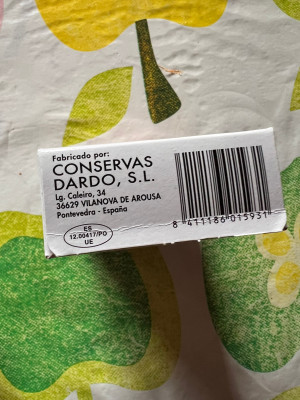 Fabricado por:
CONSERVAS
DARDO, S.L.
Lg. Caleiro, 34
36629 VILANOVA DE AROUSA
Pontevedra - España
ES
12.00417/PO
UE
8 411186 015931